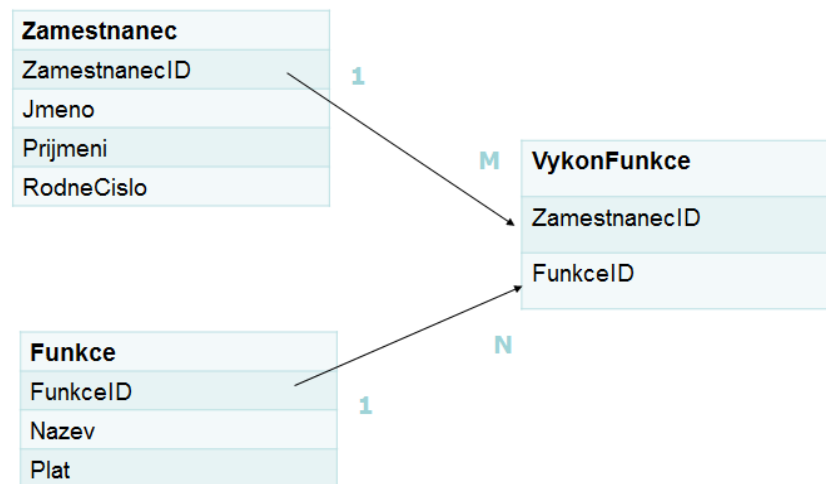 Zamestnanec
ZamestnanecID
Jmeno
Prijmeni
RodneCislo
1
M
VykonFunkce
ZamestnanecID
FunkceID
N
Funkce
FunkceID
Nazev
Plat
1